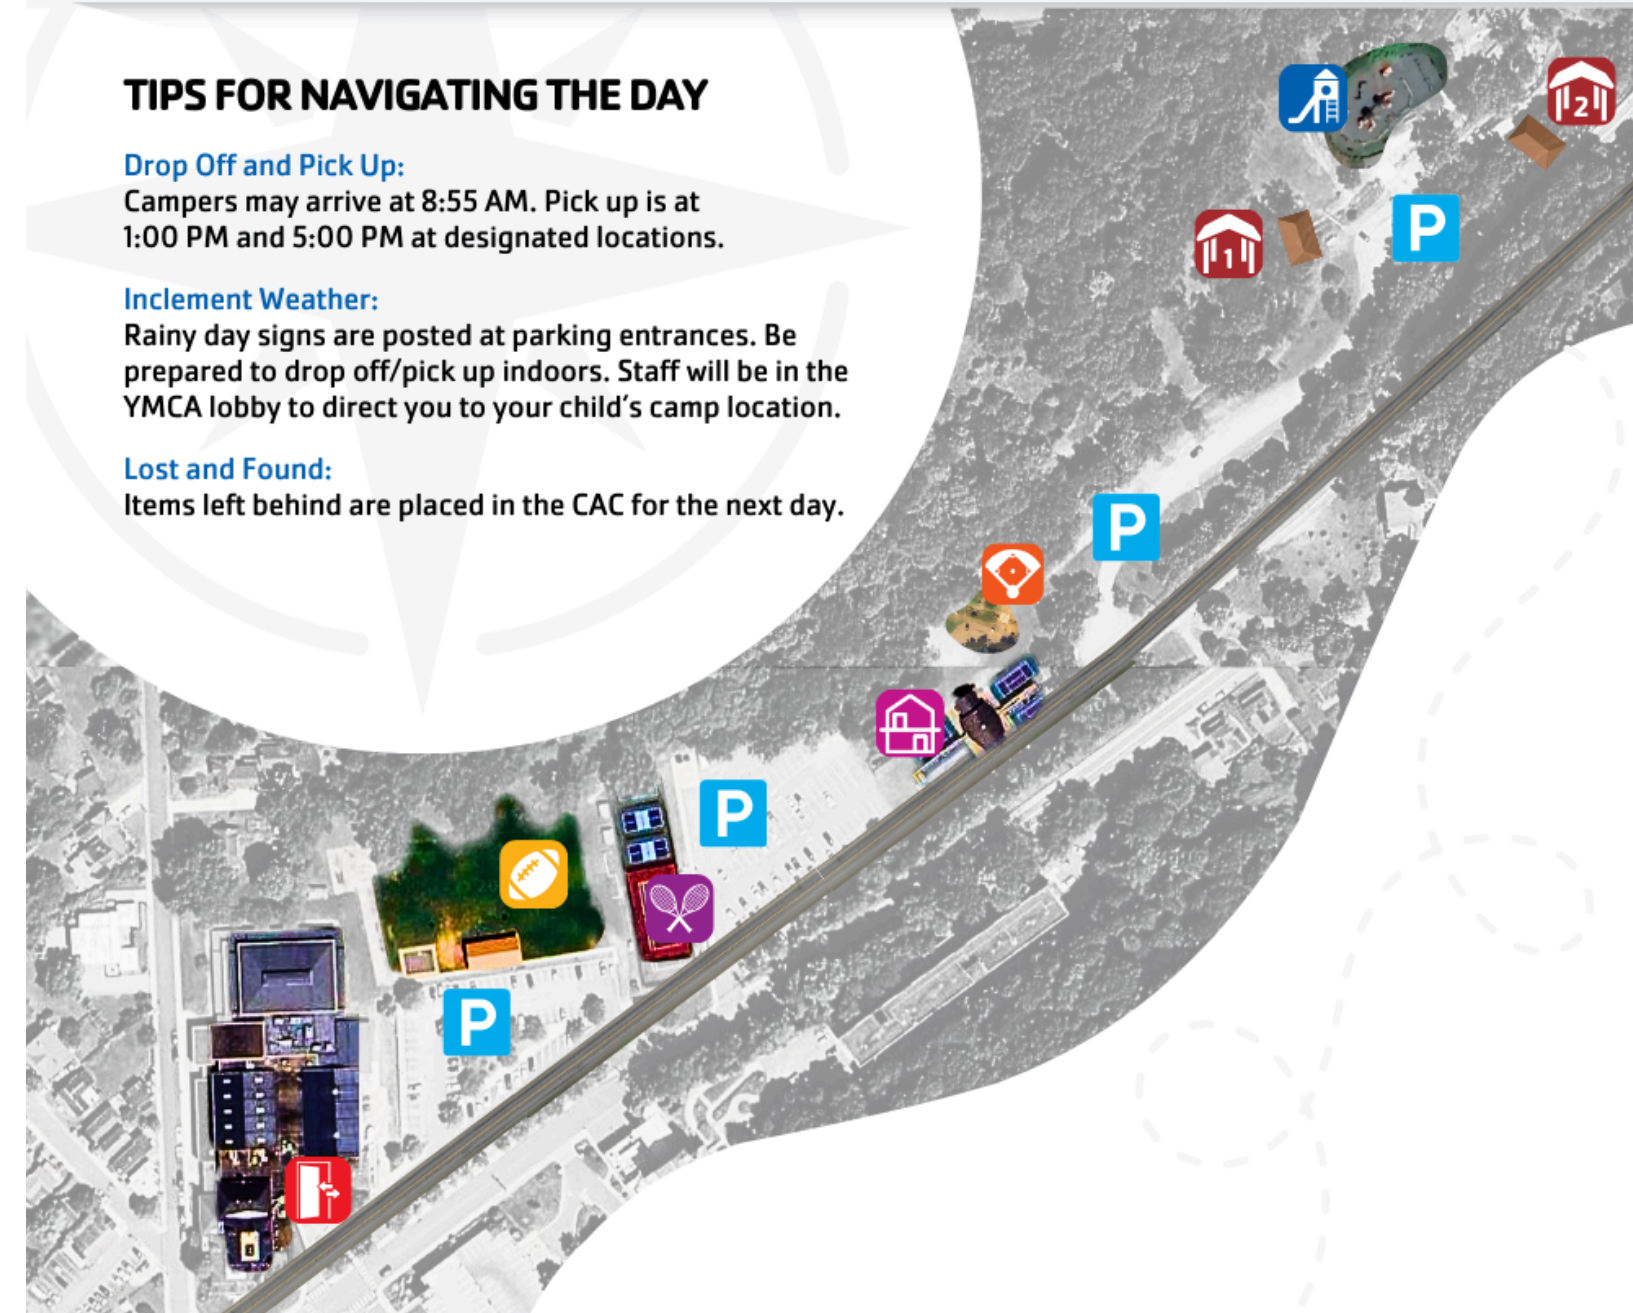 TIPS FOR NAVIGATING THE DAY
Drop Off and Pick Up:
Campers may arrive at 8:55 AM. Pick up is at
1:00 PM and 5:00 PM at designated locations.
Inclement Weather:
Rainy day signs are posted at parking entrances. Be
prepared to drop off/pick up indoors. Staff will be in the
YMCA lobby to direct you to your child's camp location.
Lost and Found:
Items left behind are placed in the CAC for the next day.
2
P
1
P
P
P